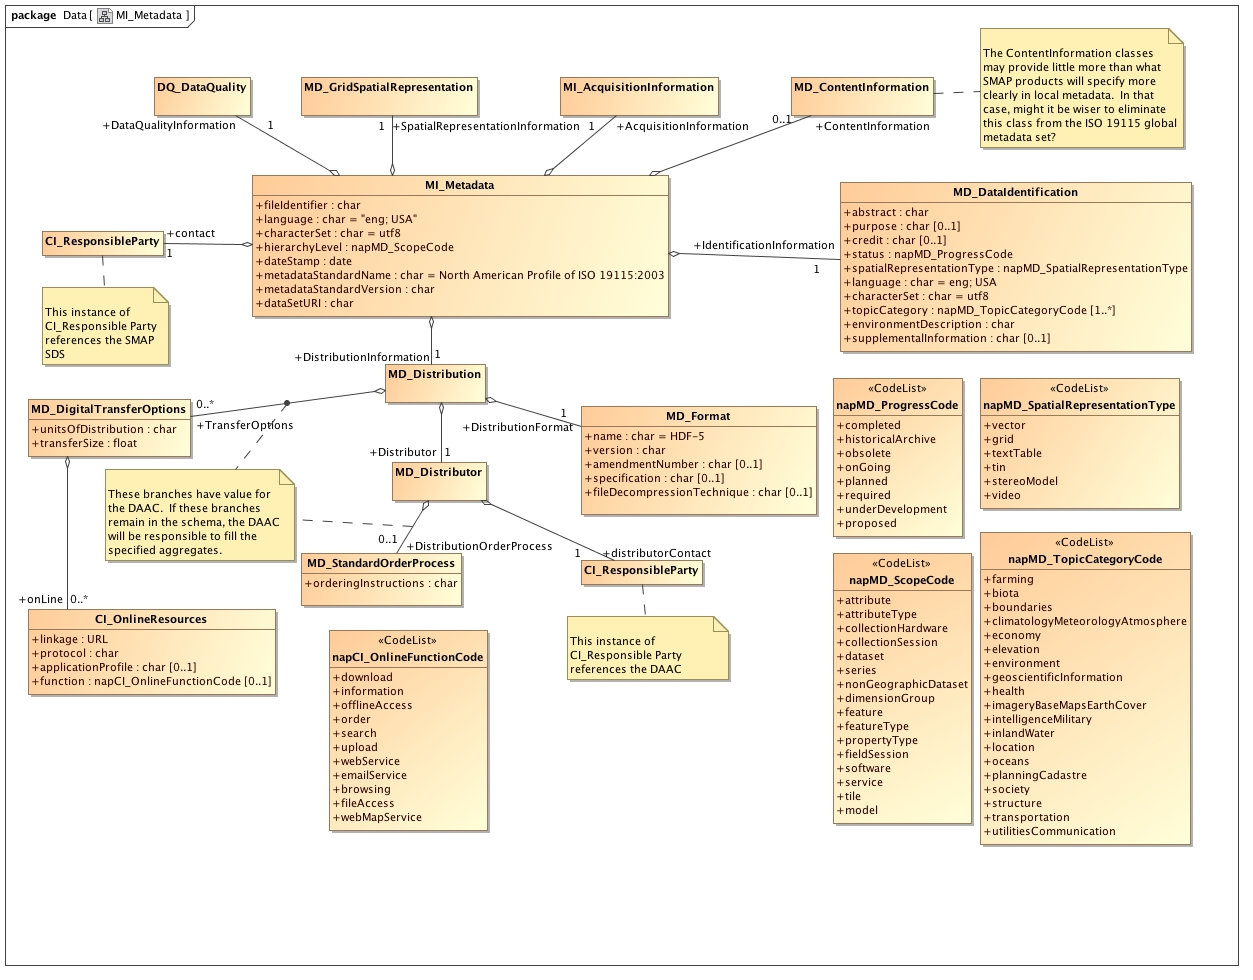 package Data [ MI_Metadata ]
The ContentInformation classes
may provide little more than what
SMAP products will specify more
clearly in local metadata. In that
case, might it be wiser to eliminate
this class from the ISO 19115 global
metadata set?
DQ_DataQuality
MD_GridSpatialRepresentation
MI_AcquisitionInformation
MD_ContentInformation
+DataQualityInformation
1
1
+SpatialRepresentationInformation
1
+AcquisitionInformation
0..1
+ContentInformation
MI_Metadata
+fileIdentifier : char
+language : char = "eng; USA"
+characterSet : char = utf8
+hierarchyLevel : napMD_ScopeCode
+dateStamp : date
+metadataStandardName : char = North American Profile of ISO 19115:2003
+metadataStandardVersion : char
+dataSetURI : char
MD_DataIdentification
+abstract : char
+purpose : char [0..1]
+credit : char [0..1]
+status : napMD_ProgressCode
+spatialRepresentationType : napMD_SpatialRepresentationType
+language : char = eng; USA
+characterSet : char = utf8
+topicCategory : napMD_TopicCategoryCode [1..*]
+environmentDescription : char
+supplementalInformation : char [0..1]
+IdentificationInformation
1
CI_ResponsibleParty
+contact
1
This instance of
CI_Responsible Party
references the SMAP
SDS
+DistributionInformation
1
MD_Distribution
MD_DigitalTransferOptions
+unitsOfDistribution : char
+transferSize : float
0..*
+TransferOptions
1
+DistributionFormat
MD_Format
+name : char = HDF-5
+version : char
+amendmentNumber : char [0..1]
+specification : char [0..1]
+fileDecompressionTechnique : char [0..1]
+Distributor
1
MD_Distributor
These branches have value for
the DAAC. If these branches
remain in the schema, the DAAC
will be responsible to fill the
specified aggregates.
0..1
+DistributionOrderProcess
1
+distributorContact
MD_StandardOrderProcess
+orderingInstructions : char
CI_ResponsibleParty
This instance of
CI_Responsible Party
references the DAAC
+onLine
0..*
CI_OnlineResources
+linkage : URL
+protocol : char
+applicationProfile : char [0..1]
+function : napCI_OnlineFunctionCode [0..1]
«CodeList»
napCI_OnlineFunctionCode
+download
+information
+offlineAccess
+order
+search
+upload
+webService
+emailService
+browsing
+fileAccess
+webMapService
«CodeList»
napMD_ProgressCode
+completed
+historicalArchive
+obsolete
+onGoing
+planned
+required
+underDevelopment
+proposed
«CodeList»
napMD_SpatialRepresentationType
+vector
+grid
+textTable
+tin
+stereoModel
+video
«CodeList»
napMD_ScopeCode
+attribute
+attributeType
+collectionHardware
+collectionSession
+dataset
+series
+nonGeographicDataset
+dimensionGroup
+feature
+featureType
+propertyType
+fieldSession
+software
+service
+tile
+model
«CodeList»
napMD_TopicCategoryCode
+farming
+biota
+boundaries
+climatologyMeteorologyAtmosphere
+economy
+elevation
+environment
+geoscientificInformation
+health
+imageryBaseMapsEarthCover
+intelligenceMilitary
+inlandWater
+location
+oceans
+planningCadastre
+society
+structure
+transportation
+utilitiesCommunication